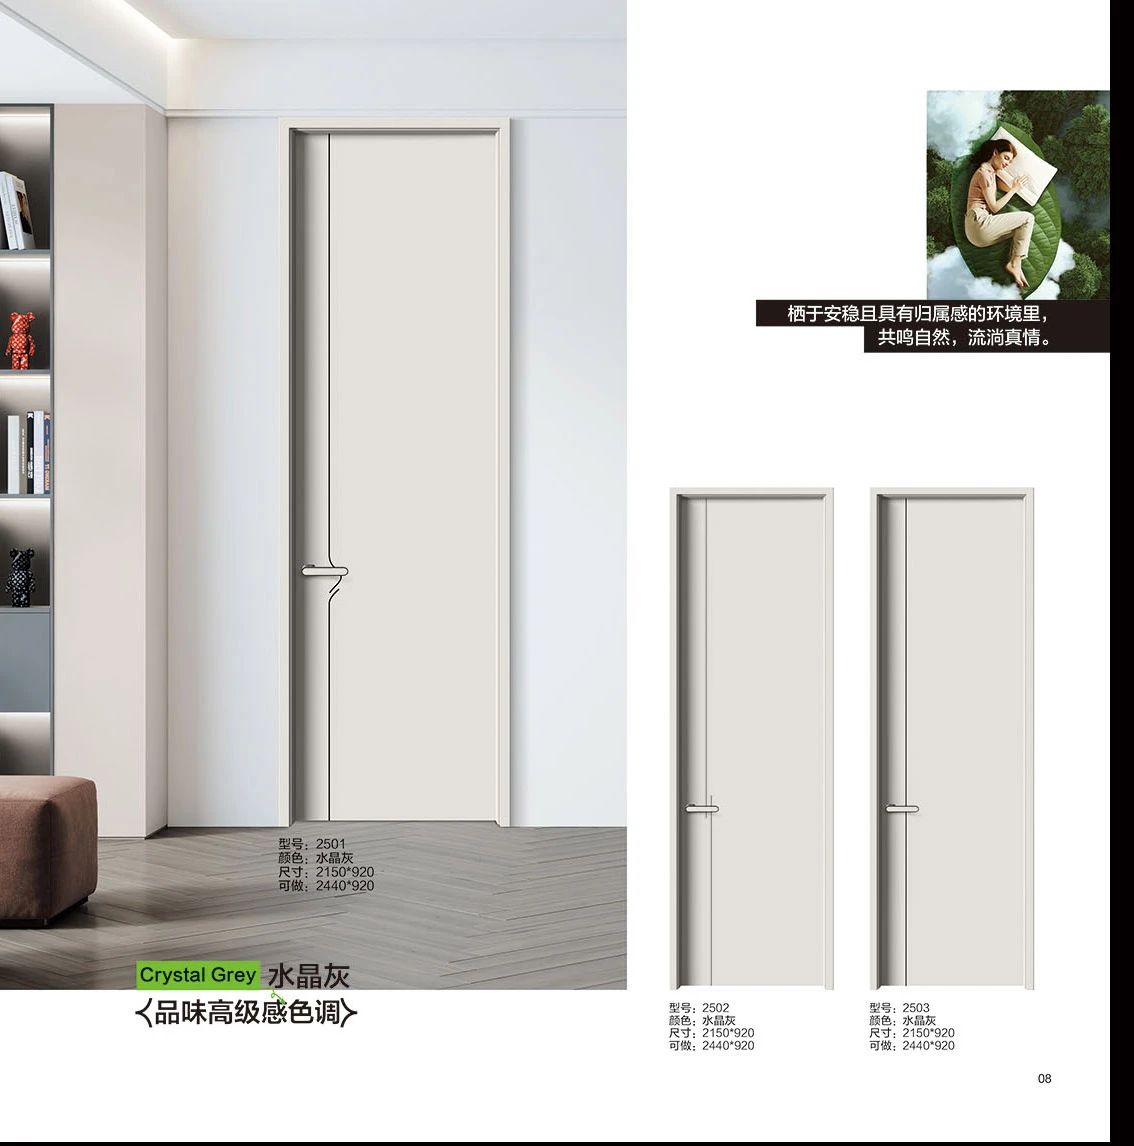 栖于安稳且具有归属感的环境里，
共鸣自然，流淌真情。
型号：2501
颜色：水晶灰
尺寸：2150*920
可做：2440*920
Crystal Grey 水晶灰
品味高级感色调
型号：2502
颜色：水晶灰
尺寸：2150*920
可做：2440*920
型号：2503
颜色：水晶灰
尺寸：2150*920
可做：2440*920
08